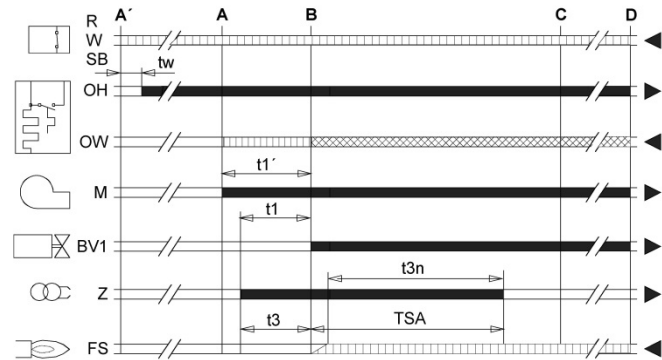 A´ A B C D
R
W
SB tw
OH
OW
t1´
M
t1
BV1
t3n
Z
t3 TSA
FS